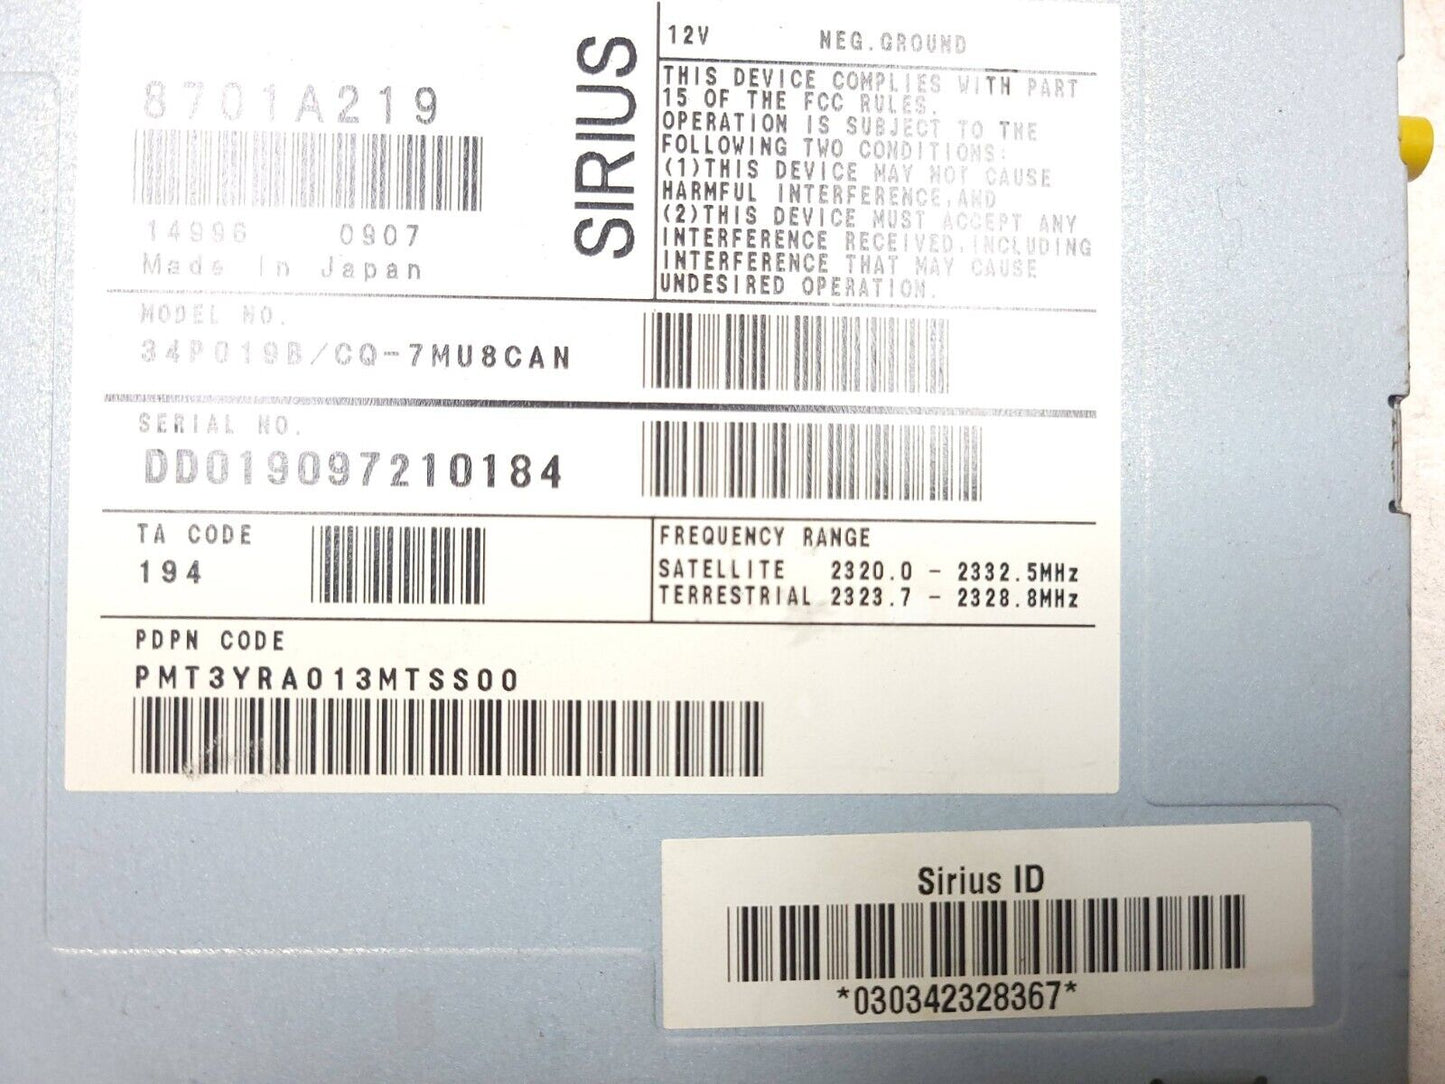 8701A219
14996 0907
Made in Japan
SIRIUS
12V NEG.GROUND
THIS DEVICE COMPLIES WITH PART
15 OF THE FCC RULES.
OPERATION IS SUBJECT TO THE
FOLLOWING TWO CONDITIONS:
(1)THIS DEVICE MAY NOT CAUSE
HARMFUL INTERFERENCE,AND
(2)THIS DEVICE MUST ACCEPT ANY
INTERFERENCE RECEIVED,INCLUDING
INTERFERENCE THAT MAY CAUSE
UNDESIRED OPERATION.
MODEL NO.
34P019B/CQ-7MU8CAN
SERIAL NO.
DD019097210184
TA CODE
194
FREQUENCY RANGE
SATELLITE 2320.0 - 2332.5MHz
TERRESTRIAL 2323.7 - 2328.8MHz
PDPN CODE
PMT3YRA013MTSS00
Sirius ID
*030342328367*